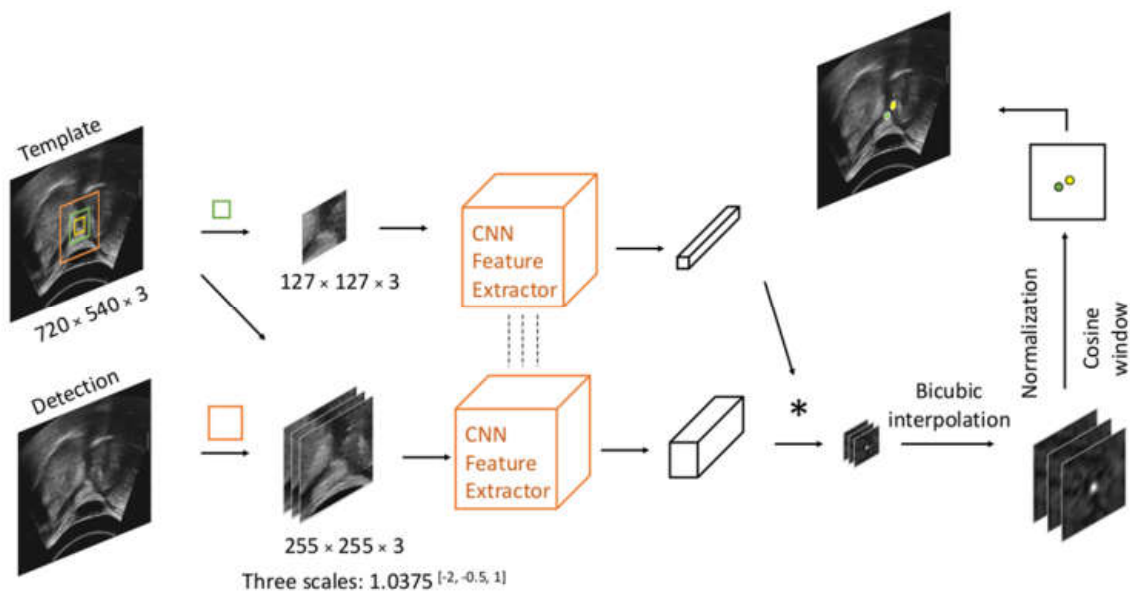 Template
720 × 540 × 3
127 × 127 × 3
CNN
Feature
Extractor
Detection
255 × 255 × 3
Three scales: 1.0375 [-2, -0.5, 1]
CNN
Feature
Extractor
*
Bicubic
interpolation
Normalization
Cosine
window